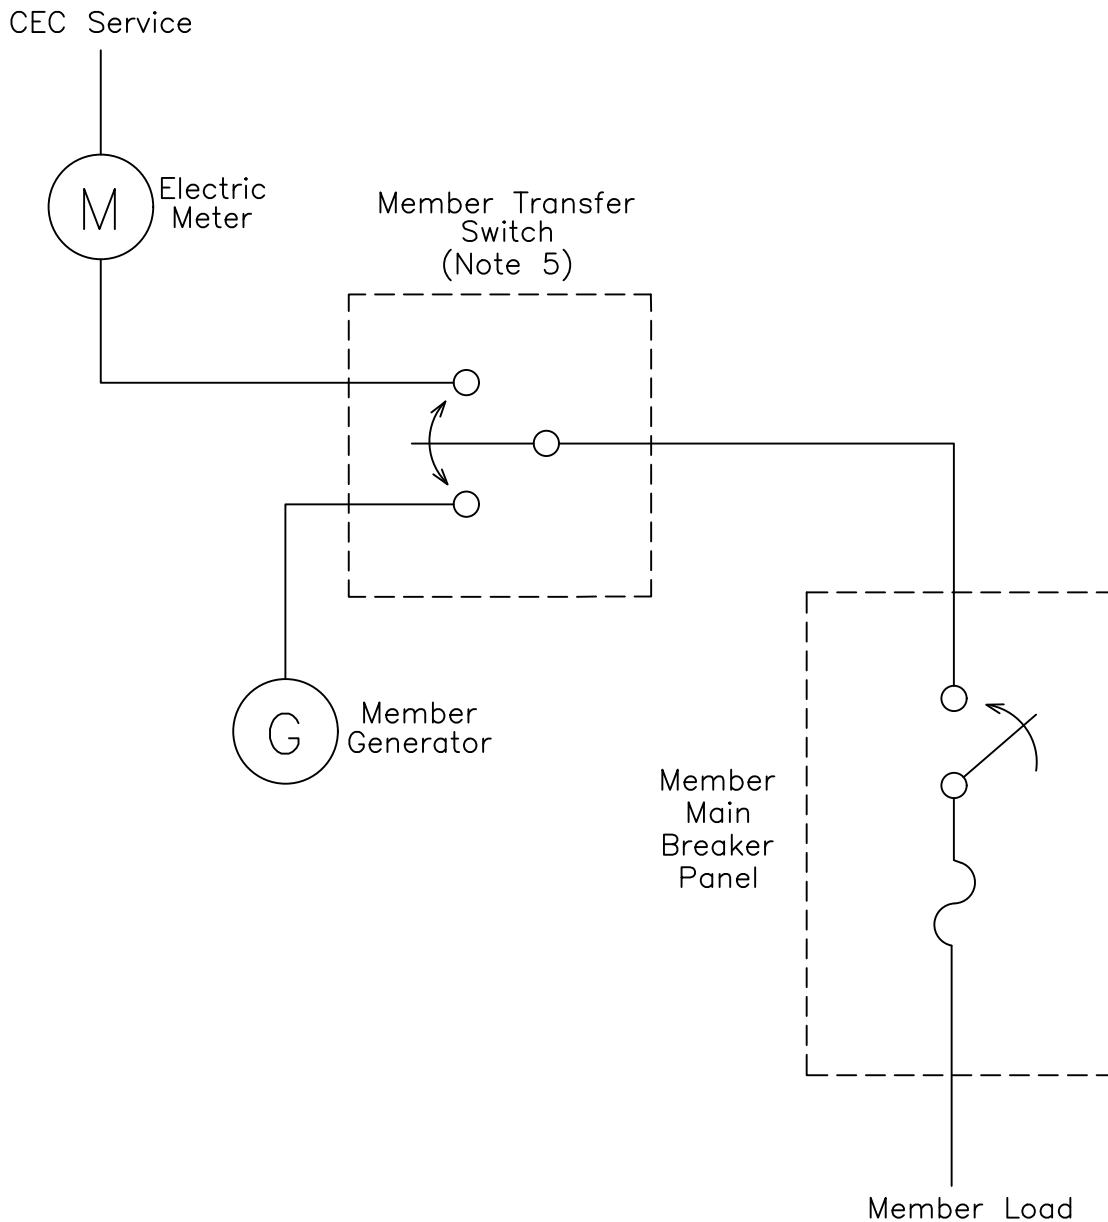 CEC Service
M
Electric
Meter
Member Transfer
Switch
(Note 5)
G
Member
Generator
Member
Main
Breaker
Panel
Member Load